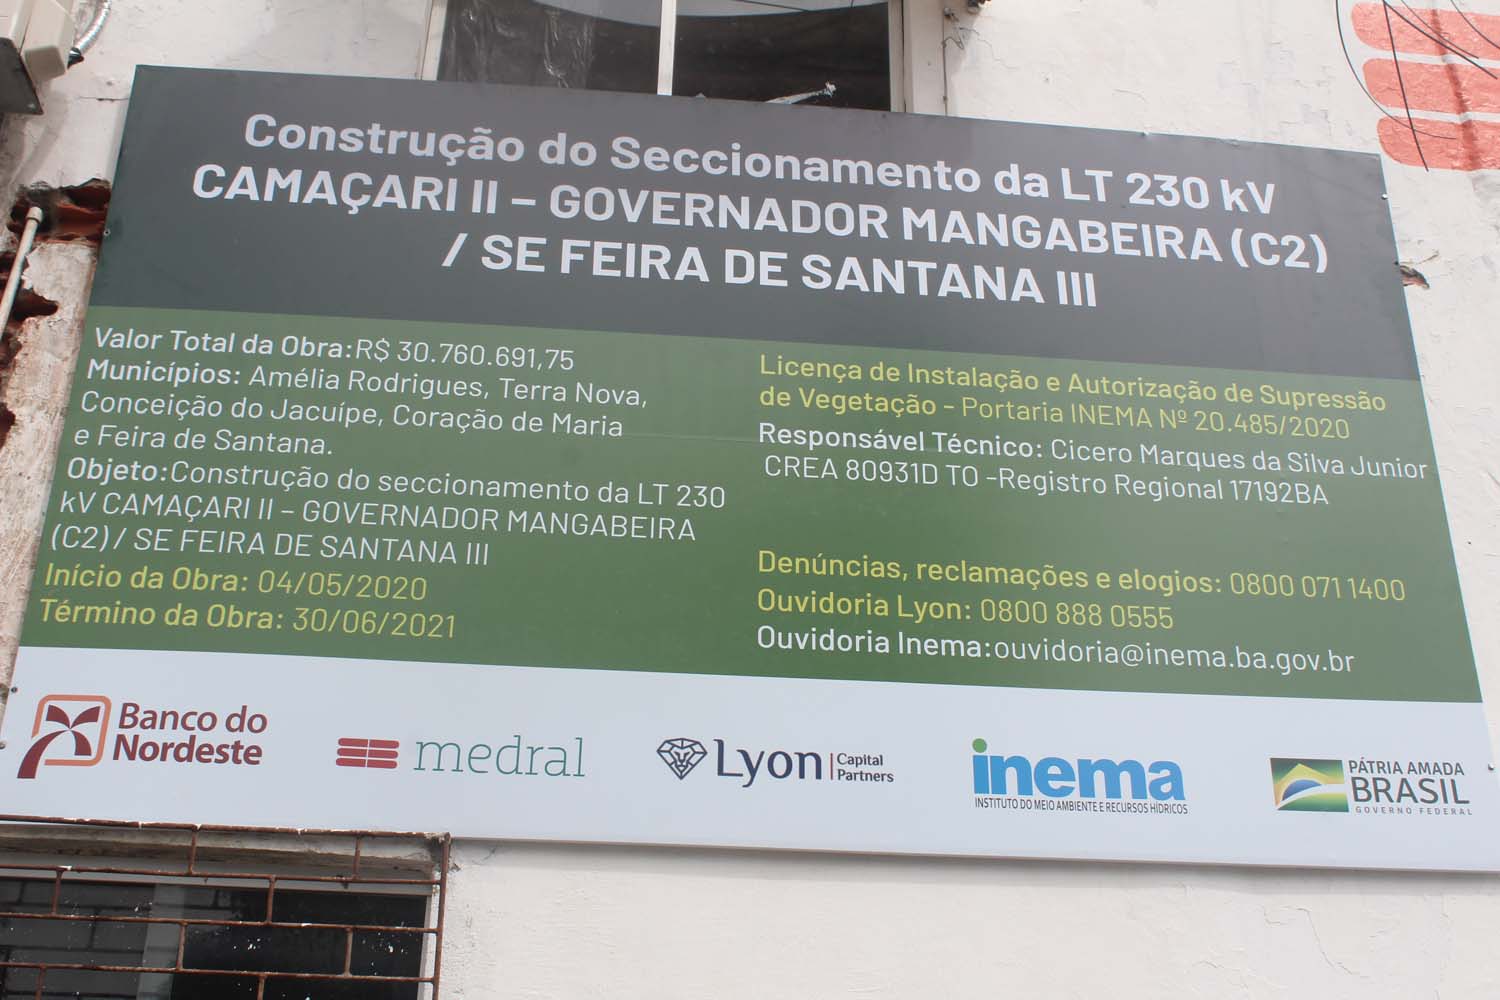 Construção do Seccionamento da LT 230 kV
CAMAÇARI II – GOVERNADOR MANGABEIRA (C2)
/ SE FEIRA DE SANTANA III
Valor Total da Obra:R$ 30.760.691,75
Municípios: Amélia Rodrigues, Terra Nova,
Conceição do Jacuípe, Coração de Maria
e Feira de Santana.
Objeto:Construção do seccionamento da LT 230
kV CAMAÇARI II – GOVERNADOR MANGABEIRA
(C2) / SE FEIRA DE SANTANA III
Início da Obra: 04/05/2020
Término da Obra: 30/06/2021
Licença de Instalação e Autorização de Supressão
de Vegetação - Portaria INEMA Nº 20.485/2020
Responsável Técnico: Cicero Marques da Silva Junior
CREA 80931D TO -Registro Regional 17192BA
Denúncias, reclamações e elogios: 0800 071 1400
Ouvidoria Lyon: 0800 888 0555
Ouvidoria Inema:ouvidoria@inema.ba.gov.br
Banco do
Nordeste
medral
Lyon
Capital
Partners
inema
INSTITUTO DO MEIO AMBIENTE E RECURSOS HÍDRICOS
PÁTRIA AMADA
BRASIL
GOVERNO FEDERAL